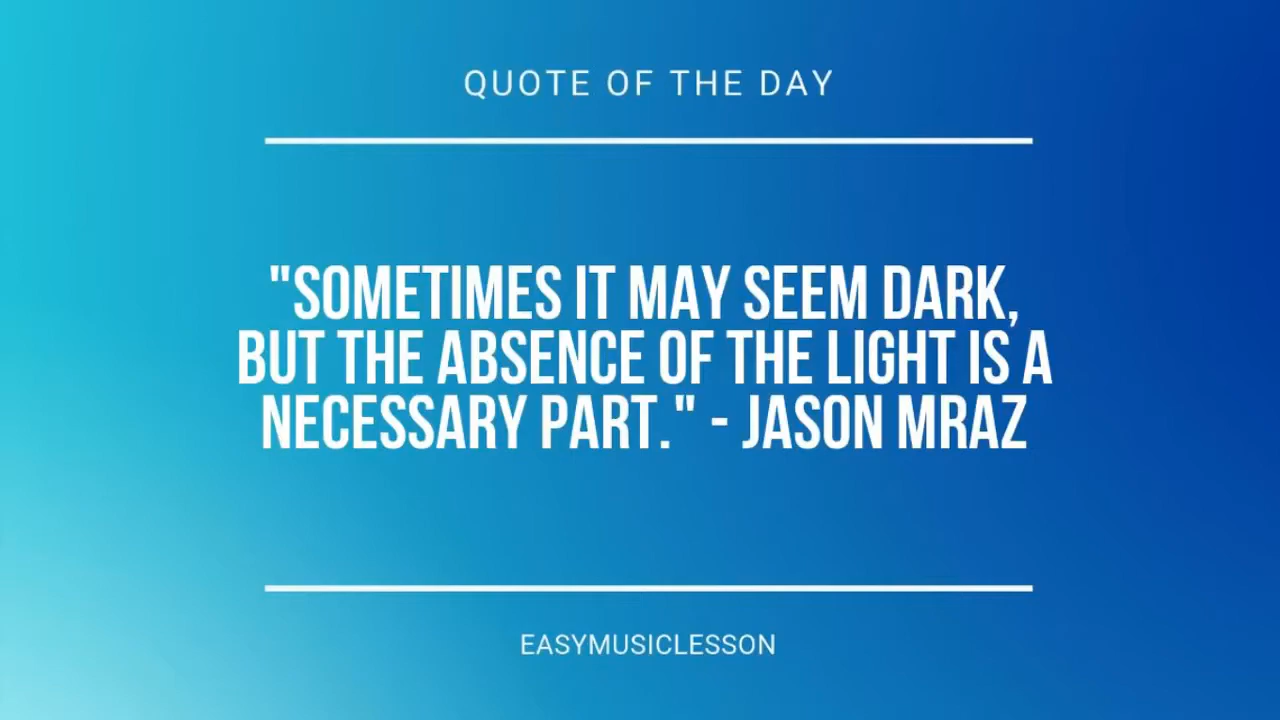 QUOTE OF THE DAY
"SOMETIMES IT MAY SEEM DARK,
BUT THE ABSENCE OF THE LIGHT IS A
NECESSARY PART." - JASON MRAZ
EASYMUSICLESSON